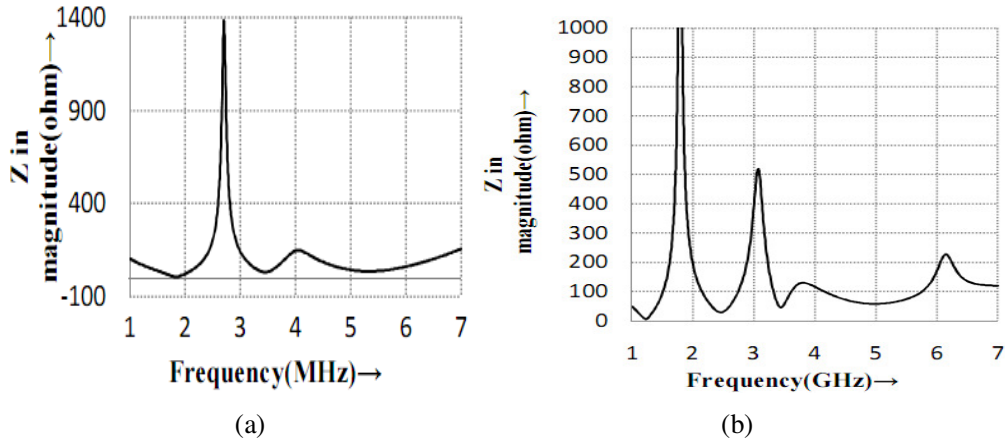 1400
900
400
-100
Z in
magnitude(ohm)→
1 2 3 4 5 6 7
Frequency(MHz)→
(a)
1000
900
800
700
600
500
400
300
200
100
0
Z in
magnitude(ohm)→
1 2 3 4 5 6 7
Frequency(GHz)→
(b)